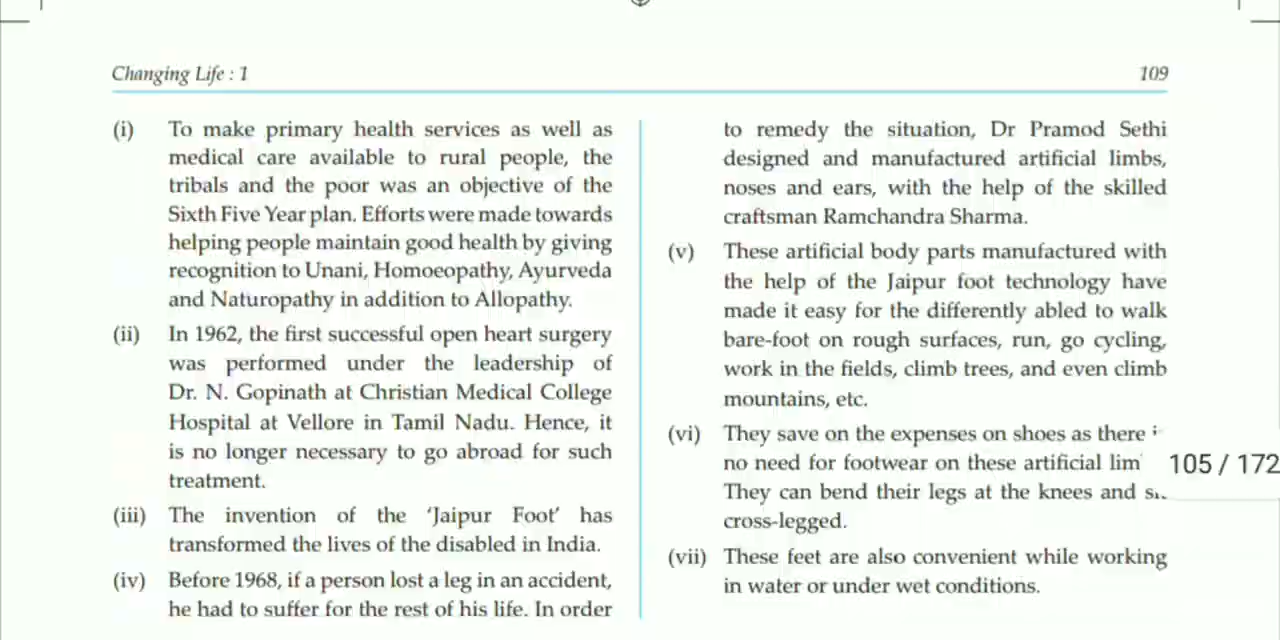 Changing Life : 1
109
(i) To make primary health services as well as
medical care available to rural people, the
tribals and the poor was an objective of the
Sixth Five Year plan. Efforts were made towards
helping people maintain good health by giving
recognition to Unani, Homoeopathy, Ayurveda
and Naturopathy in addition to Allopathy.
(ii) In 1962, the first successful open heart surgery
was performed under the leadership of
Dr. N. Gopinath at Christian Medical College
Hospital at Vellore in Tamil Nadu. Hence, it
is no longer necessary to go abroad for such
treatment.
(iii) The invention of the ‘Jaipur Foot’ has
transformed the lives of the disabled in India.
(iv) Before 1968, if a person lost a leg in an accident,
he had to suffer for the rest of his life. In order
to remedy the situation, Dr Pramod Sethi
designed and manufactured artificial limbs,
noses and ears, with the help of the skilled
craftsman Ramchandra Sharma.
(v) These artificial body parts manufactured with
the help of the Jaipur foot technology have
made it easy for the differently abled to walk
bare-foot on rough surfaces, run, go cycling,
work in the fields, climb trees, and even climb
mountains, etc.
(vi) They save on the expenses on shoes as there
no need for footwear on these artificial
They can bend their legs at the knees and
cross-legged.
(vii) These feet are also convenient while working
in water or under wet conditions.
105 / 172